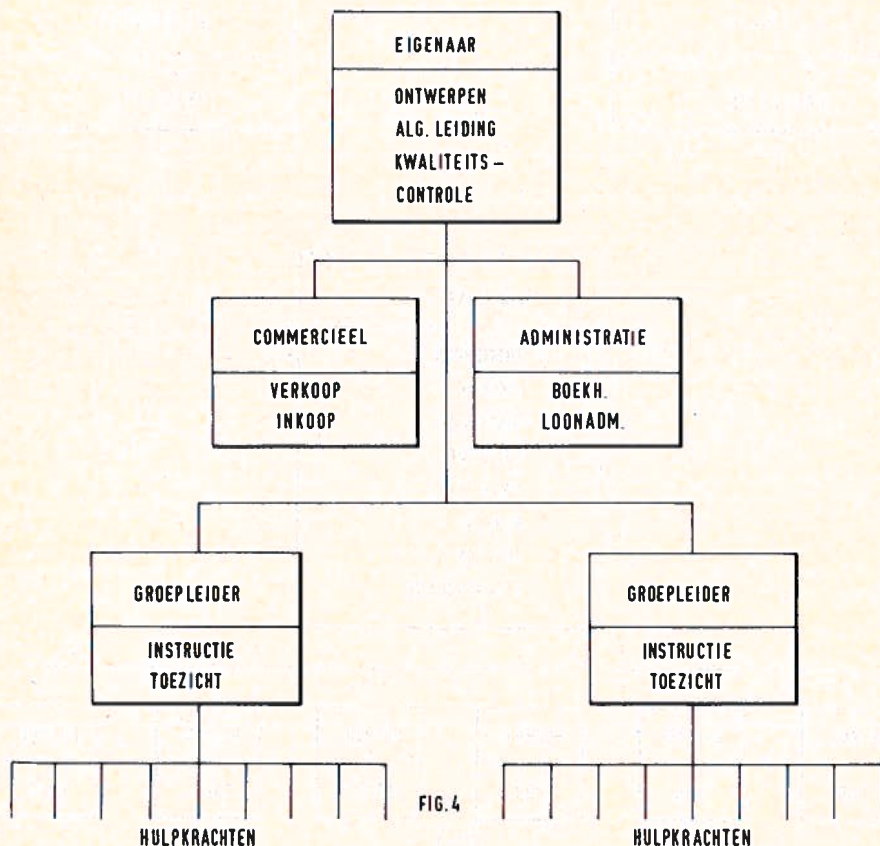 EIGENAAR
ONTWERPEN
ALG. LEIDING
KWALITEITS-
CONTROLE
COMMERCIEEL
VERKOOP
INKOOP
ADMINISTRATIE
BOEKH.
LOONADM.
GROEPLEIDER
INSTRUCTIE
TOEZICHT
GROEPLEIDER
INSTRUCTIE
TOEZICHT
HULPKRACHTEN
FIG. 4
HULPKRACHTEN